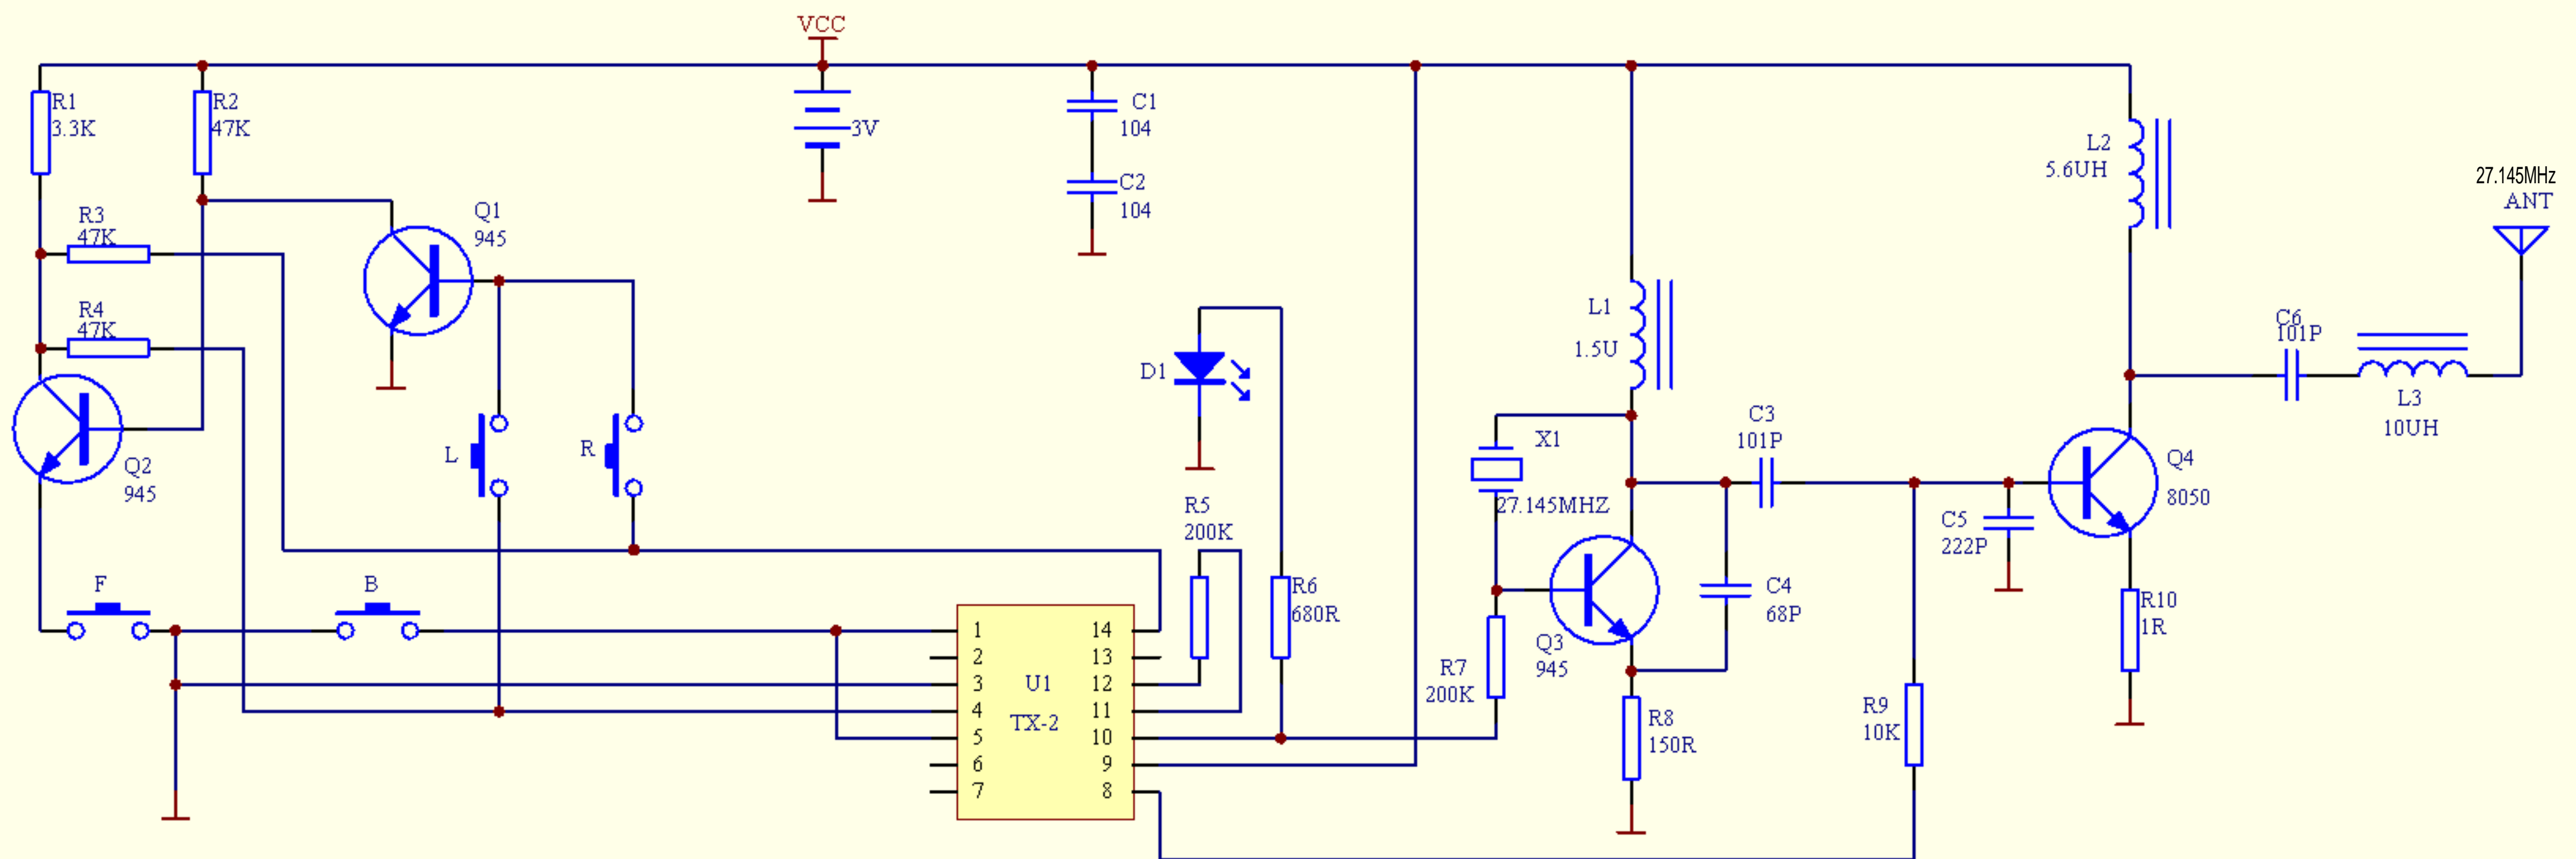 VCC
R1
3.3K
R2
47K
3V
C1
104
C2
104
L2
5.6UH
27.145MHz
ANT
R3
47K
Q1
945
R4
47K
L1
1.5U
C6
101P
D1
L3
10UH
L
R
X1
27.145MHZ
C3
101P
Q2
945
Q4
8050
R5
200K
C5
222P
F
B
R6
680R
C4
68P
R10
1R
Q3
945
R7
200K
R8
150R
R9
10K
U1
TX-2
1
2
3
4
5
6
7
14
13
12
11
10
9
8